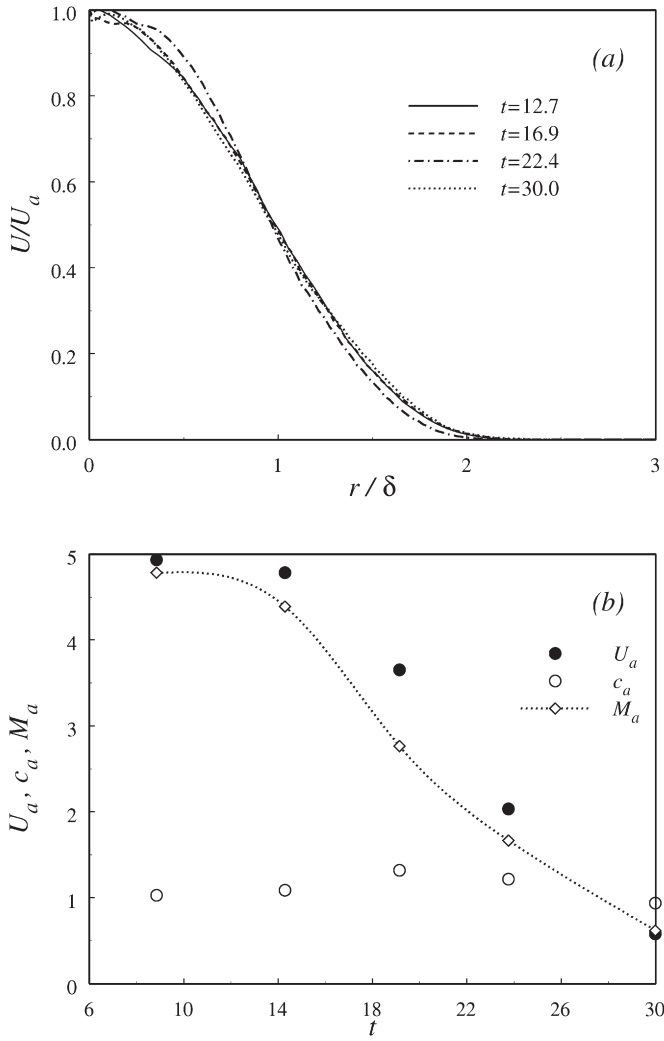 1.0
(a)
t=12.7
0.8
t=16.9
t=22.4
t=30.0
0.6
U/U_a
0.4
0.2
0.0
0 1 2 3
r / δ
5
(b)
4
U_a
c_a
M_a
3
U_a , c_a , M_a
2
1
0
6 10 14 18 22 26 30
t